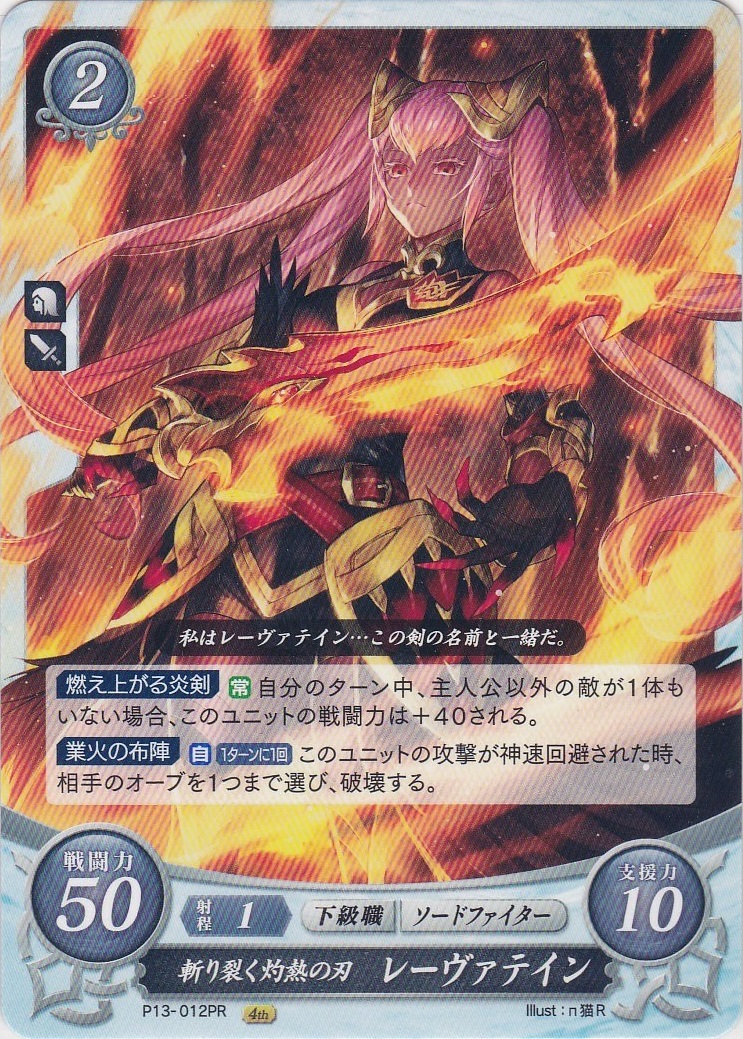 2
私はレーヴァテイン…この剣の名前と一緒だ。
燃え上がる炎剣 常 自分のターン中、主人公以外の敵が1体も
いない場合、このユニットの戦闘力は＋40される。
業火の布陣 自 1ターンに1回 このユニットの攻撃が神速回避された時、
相手のオーブを1つまで選び、破壊する。
戦闘力
50
射程 1 下級職 ソードファイター
支援力
10
斬り裂く灼熱の刃 レーヴァテイン
P13-012PR 4th Illust：n猫R